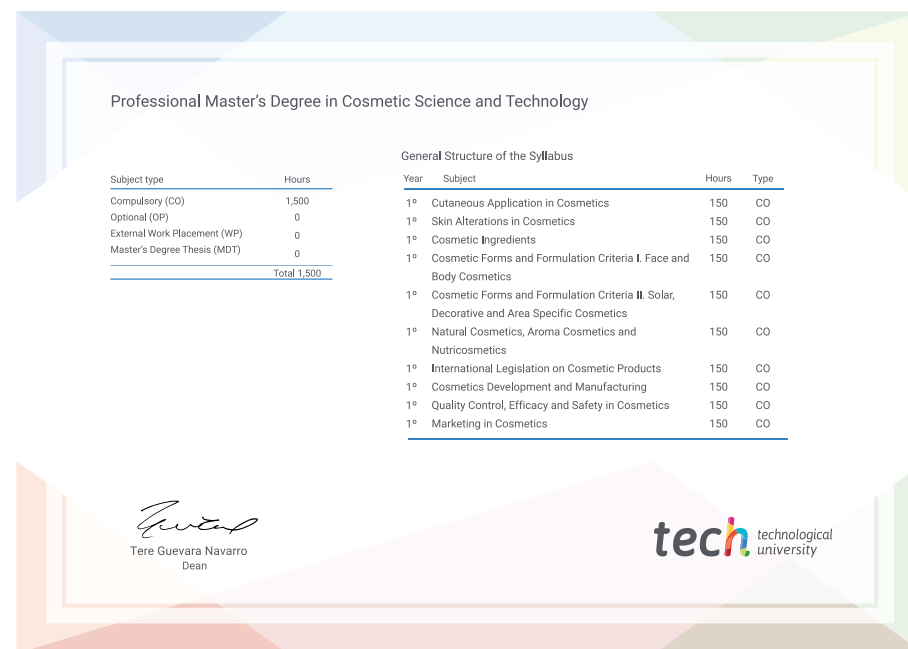 Professional Master's Degree in Cosmetic Science and Technology
Subject type Hours
Compulsory (CO) 1,500
Optional (OP) 0
External Work Placement (WP) 0
Master's Degree Thesis (MDT) 0
Total 1,500
General Structure of the Syllabus
Year Subject Hours Type
1º Cutaneous Application in Cosmetics 150 CO
1º Skin Alterations in Cosmetics 150 CO
1º Cosmetic Ingredients 150 CO
1º Cosmetic Forms and Formulation Criteria I. Face and 150 CO
Body Cosmetics
1º Cosmetic Forms and Formulation Criteria II. Solar, 150 CO
Decorative and Area Specific Cosmetics
1º Natural Cosmetics, Aroma Cosmetics and 150 CO
Nutricosmetics
1º International Legislation on Cosmetic Products 150 CO
1º Cosmetics Development and Manufacturing 150 CO
1º Quality Control, Efficacy and Safety in Cosmetics 150 CO
1º Marketing in Cosmetics 150 CO
Tere Guevara Navarro
Dean
tech technological
university